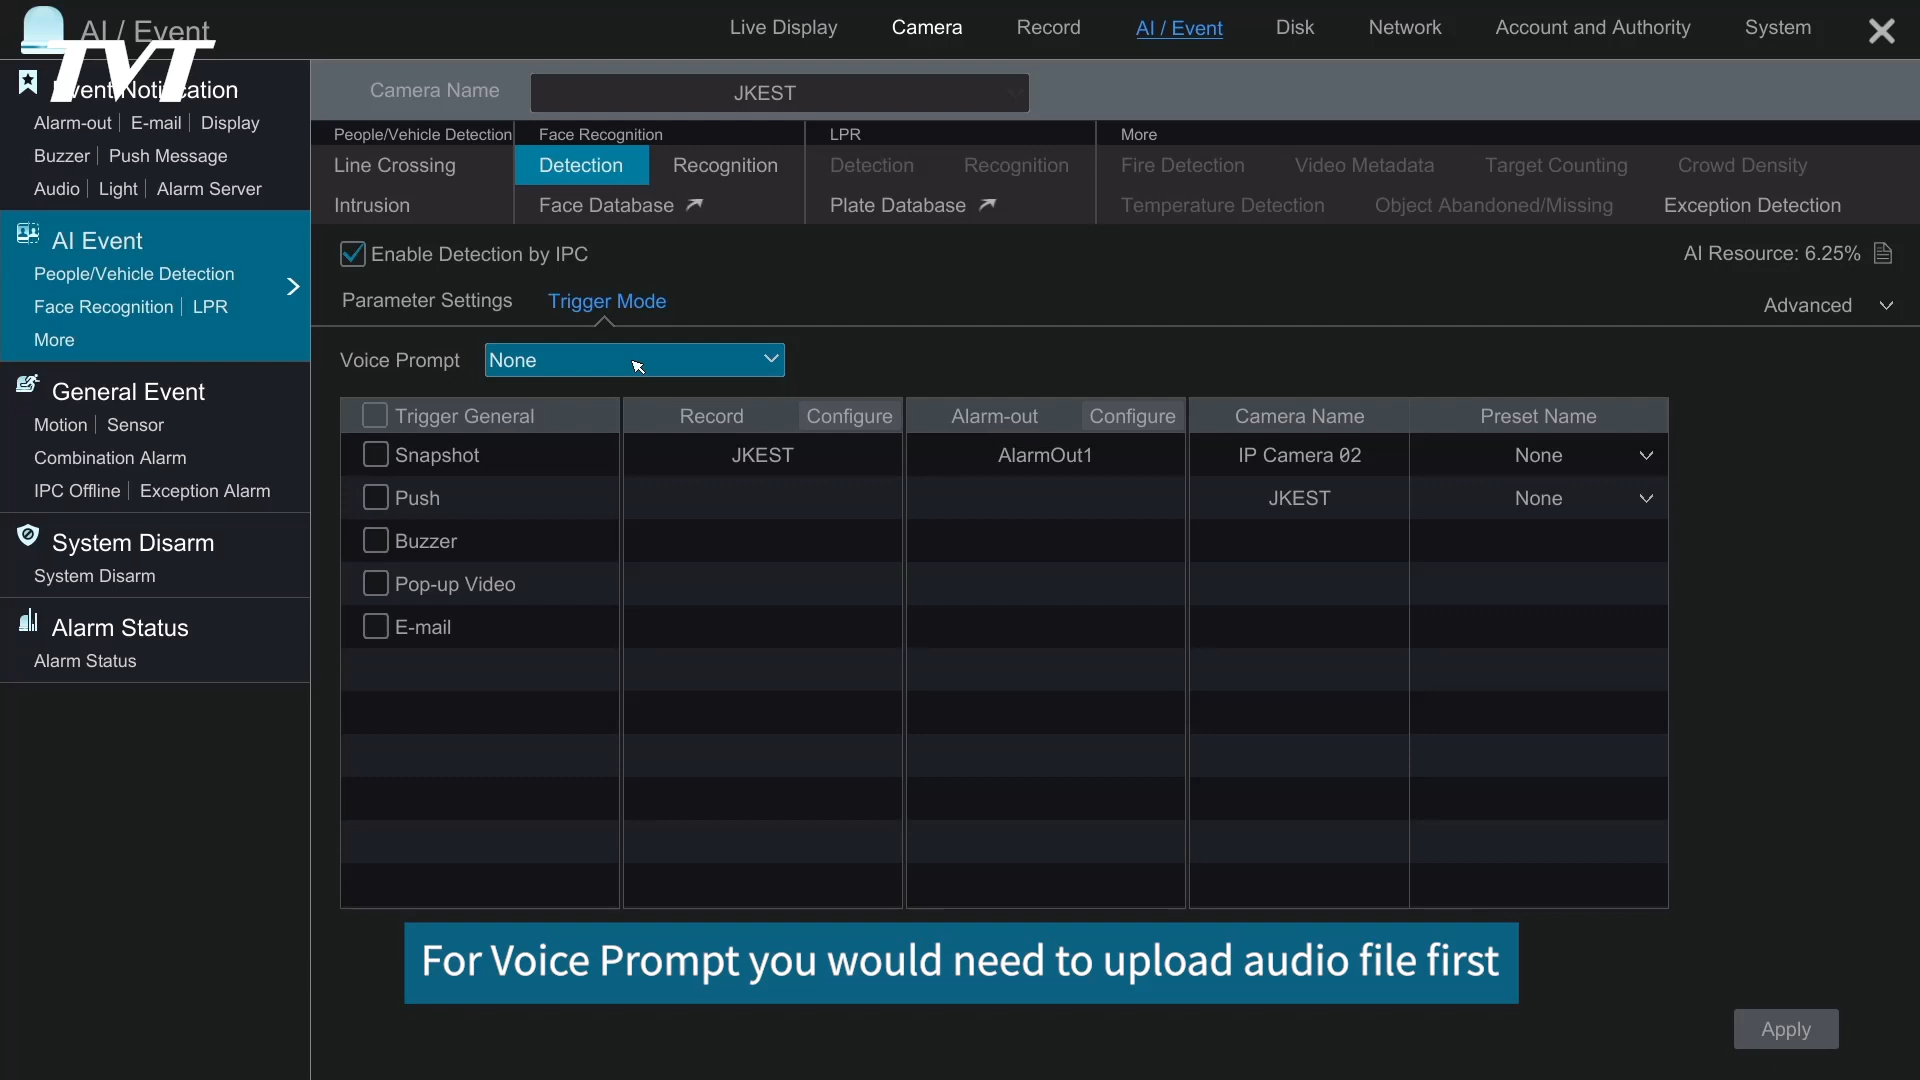 AI / Event
Live Display
Camera
Record
AI / Event
Disk
Network
Account and Authority
System
TVT
Event Notification
Alarm-out | E-mail | Display
Buzzer | Push Message
Audio | Light | Alarm Server
AI Event
People/Vehicle Detection
Face Recognition | LPR
More
General Event
Motion | Sensor
Combination Alarm
IPC Offline | Exception Alarm
System Disarm
System Disarm
Alarm Status
Alarm Status
Camera Name JKEST
People/Vehicle Detection Face Recognition LPR More
Line Crossing Detection Recognition Detection Recognition Fire Detection Video Metadata Target Counting Crowd Density
Intrusion Face Database Plate Database Temperature Detection Object Abandoned/Missing Exception Detection
Enable Detection by IPC AI Resource: 6.25%
Parameter Settings Trigger Mode Advanced
Voice Prompt None
Trigger General Record Configure Alarm-out Configure Camera Name Preset Name
Snapshot JKEST AlarmOut1 IP Camera 02 None
Push JKEST None
Buzzer
Pop-up Video
E-mail
For Voice Prompt you would need to upload audio file first
Apply